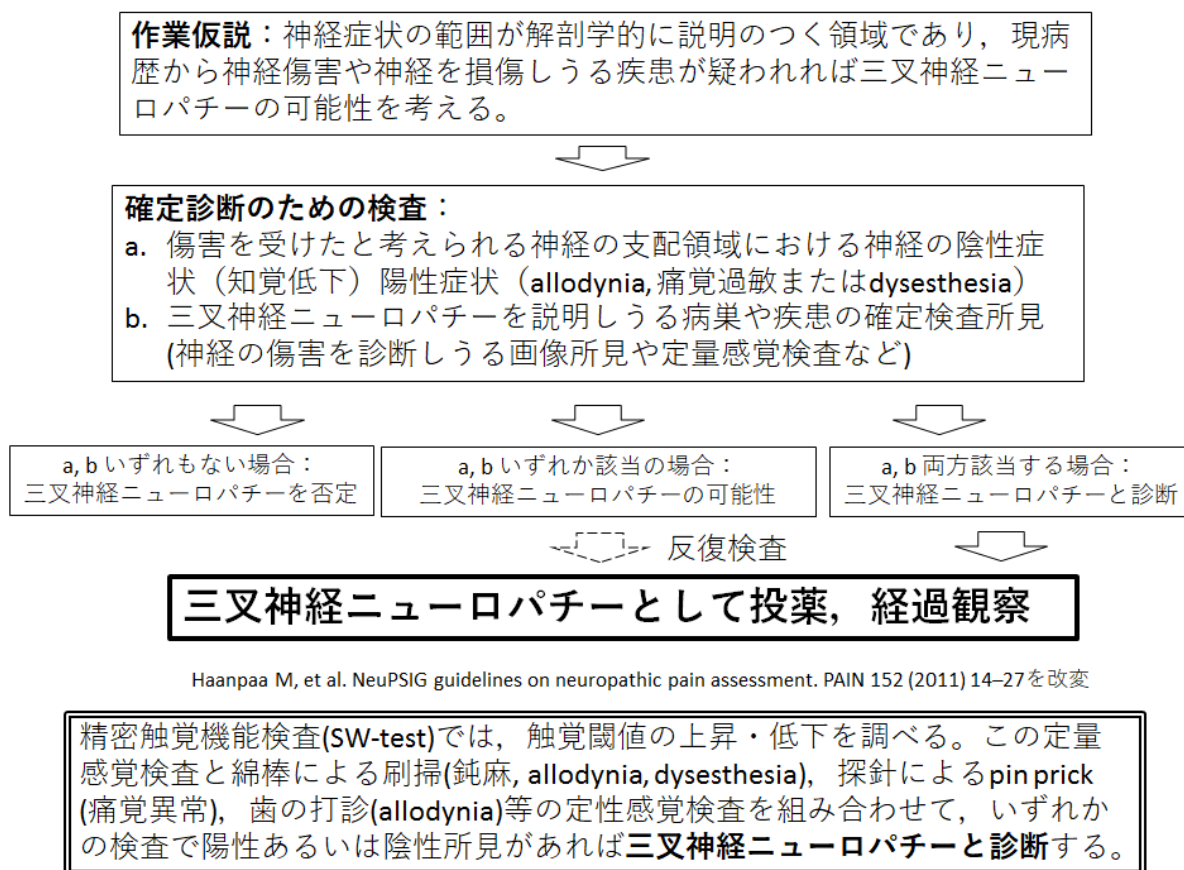 作業仮説：神経症状の範囲が解剖学的に説明のつく領域であり，現病
歴から神経傷害や神経を損傷しうる疾患が疑われれば三叉神経ニュー
ロパチーの可能性を考える。
確定診断のための検査：
a. 傷害を受けたと考えられる神経の支配領域における神経の陰性症
状（知覚低下）陽性症状（allodynia, 痛覚過敏またはdysesthesia）
b. 三叉神経ニューロパチーを説明しうる病巣や疾患の確定検査所見
(神経の傷害を診断しうる画像所見や定量感覚検査など)
a, b いずれもない場合：
三叉神経ニューロパチーを否定
a, b いずれか該当の場合：
三叉神経ニューロパチーの可能性
a, b 両方該当する場合：
三叉神経ニューロパチーと診断
反復検査
三叉神経ニューロパチーとして投薬，経過観察
Haanpaa M, et al. NeuPSIG guidelines on neuropathic pain assessment. PAIN 152 (2011) 14–27を改変
精密触覚機能検査(SW-test)では，触覚閾値の上昇・低下を調べる。この定量
感覚検査と綿棒による刷掃(鈍麻, allodynia, dysesthesia)，探針によるpin prick
(痛覚異常)，歯の打診(allodynia)等の定性感覚検査を組み合わせて，いずれか
の検査で陽性あるいは陰性所見があれば三叉神経ニューロパチーと診断する。